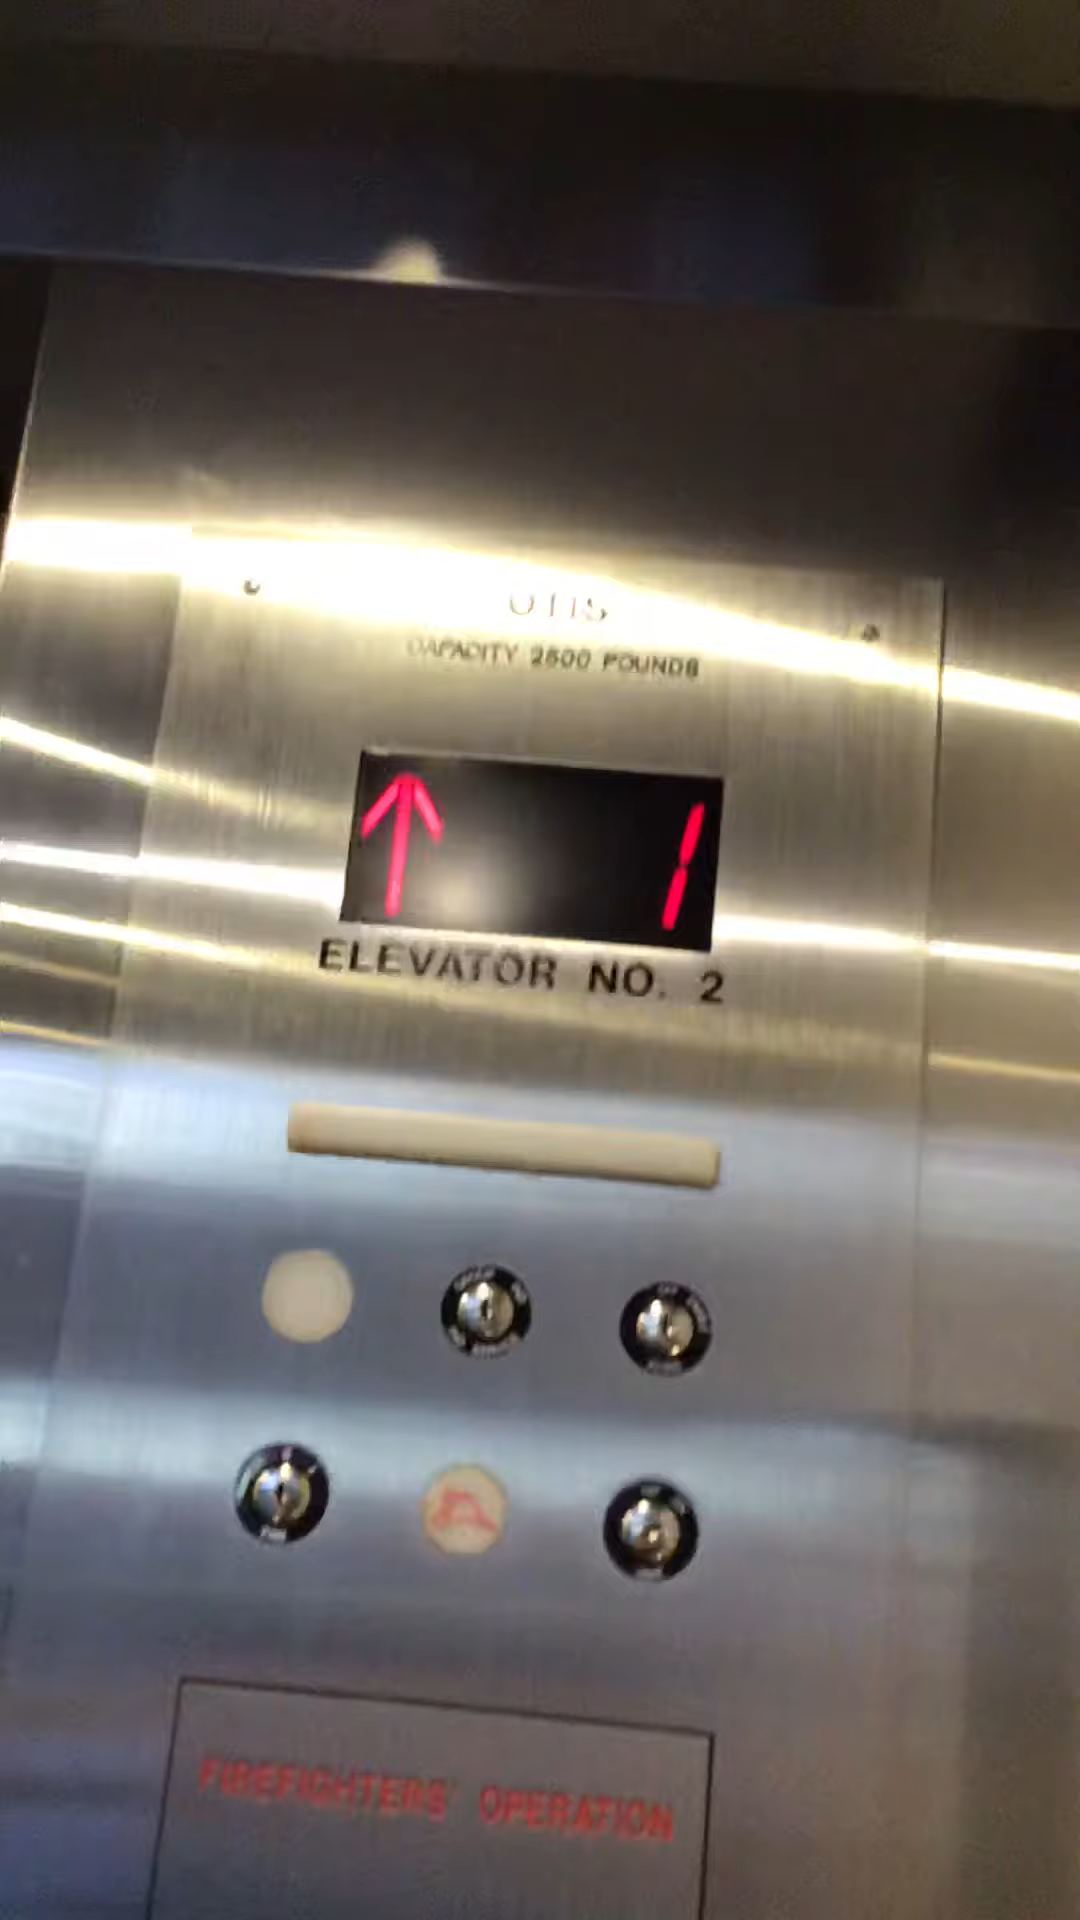 OTIS
CAPACITY 2500 POUNDS
1
ELEVATOR NO. 2
FIREFIGHTERS' OPERATION